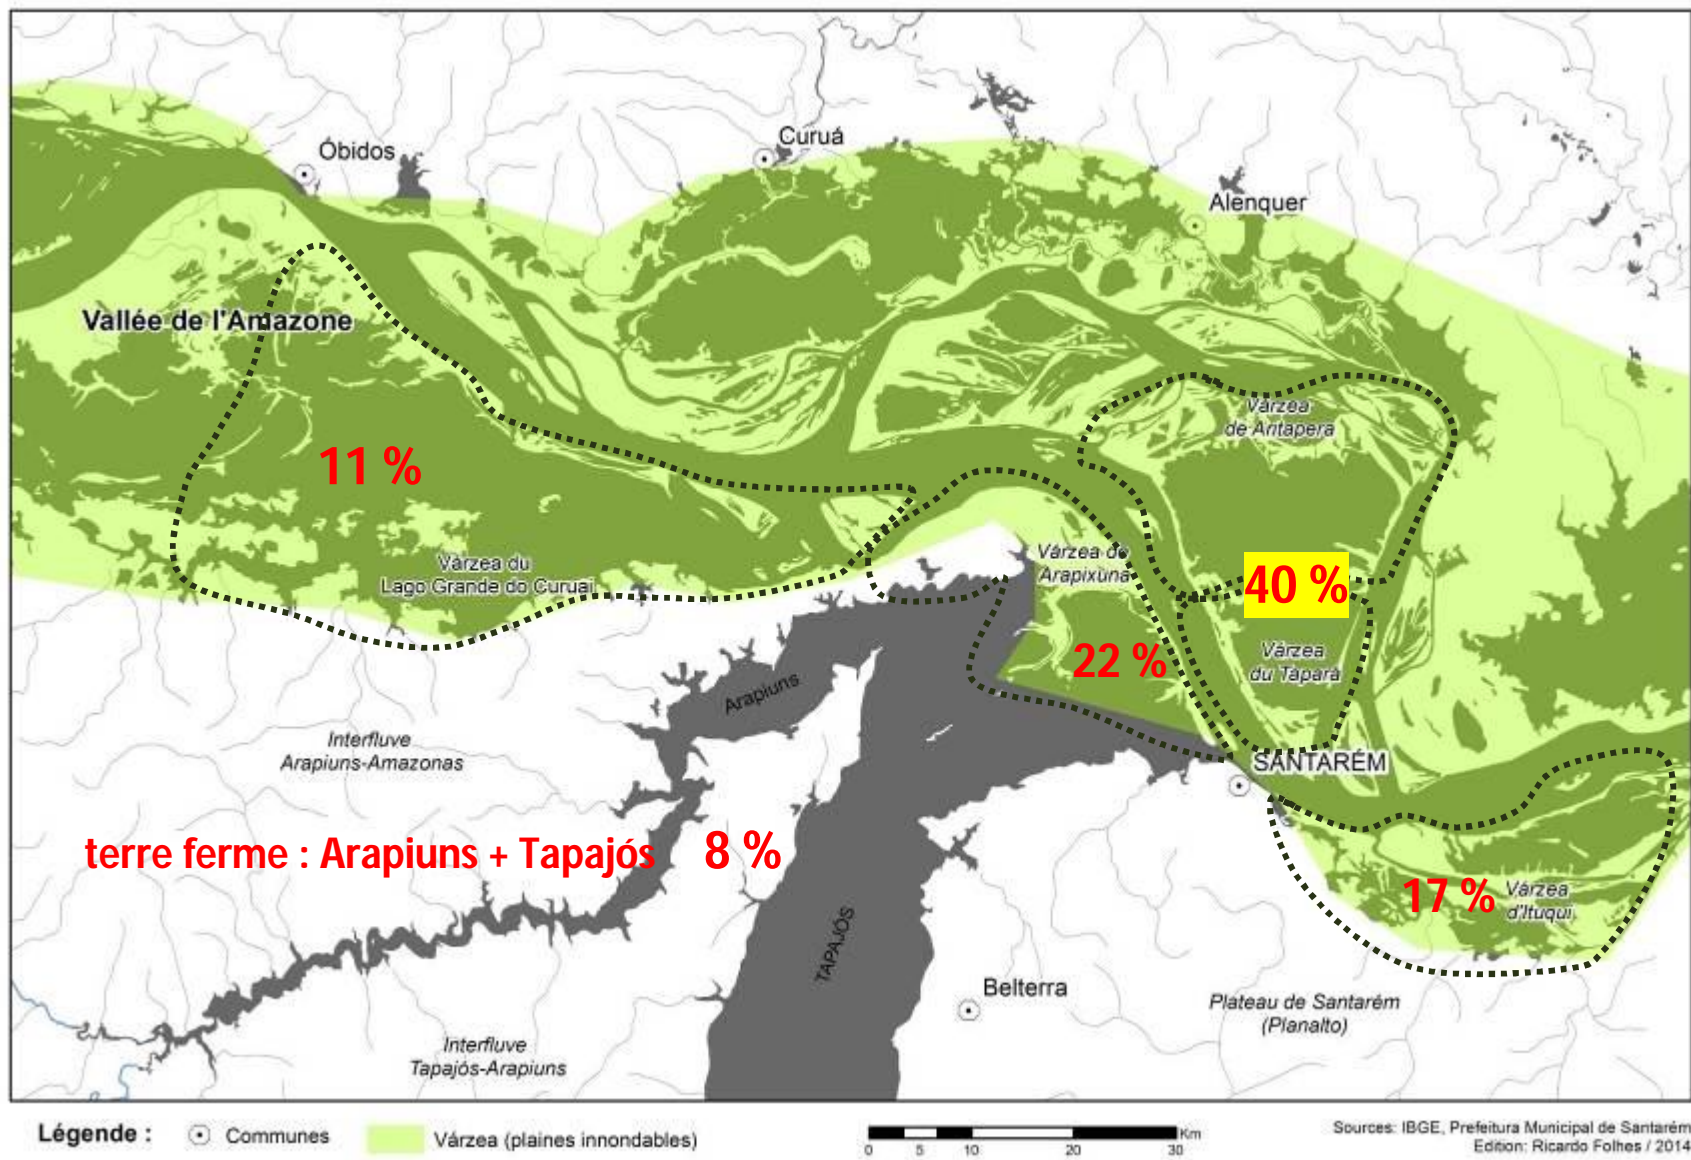 Óbidos
Curuá
Alenquer
Vallée de l'Amazone
Várzea
de Aritapera
11 %
Várzea du
Lago Grande do Curuai
Várzea de
Arapixuna
40 %
22 %
Várzea
du Tapará
Arapiuns
Interfluve
Arapiuns-Amazonas
SANTARÉM
terre ferme : Arapiuns + Tapajós 8 %
17 %
Várzea
d'Ituqui
TAPAJÓS
Belterra
Plateau de Santarém
(Planalto)
Interfluve
Tapajós-Arapiuns
Légende :
Communes
Várzea (plaines innondables)
Km
0 5 10 20 30
Sources: IBGE, Prefeitura Municipal de Santarém
Edition: Ricardo Folhes / 2014